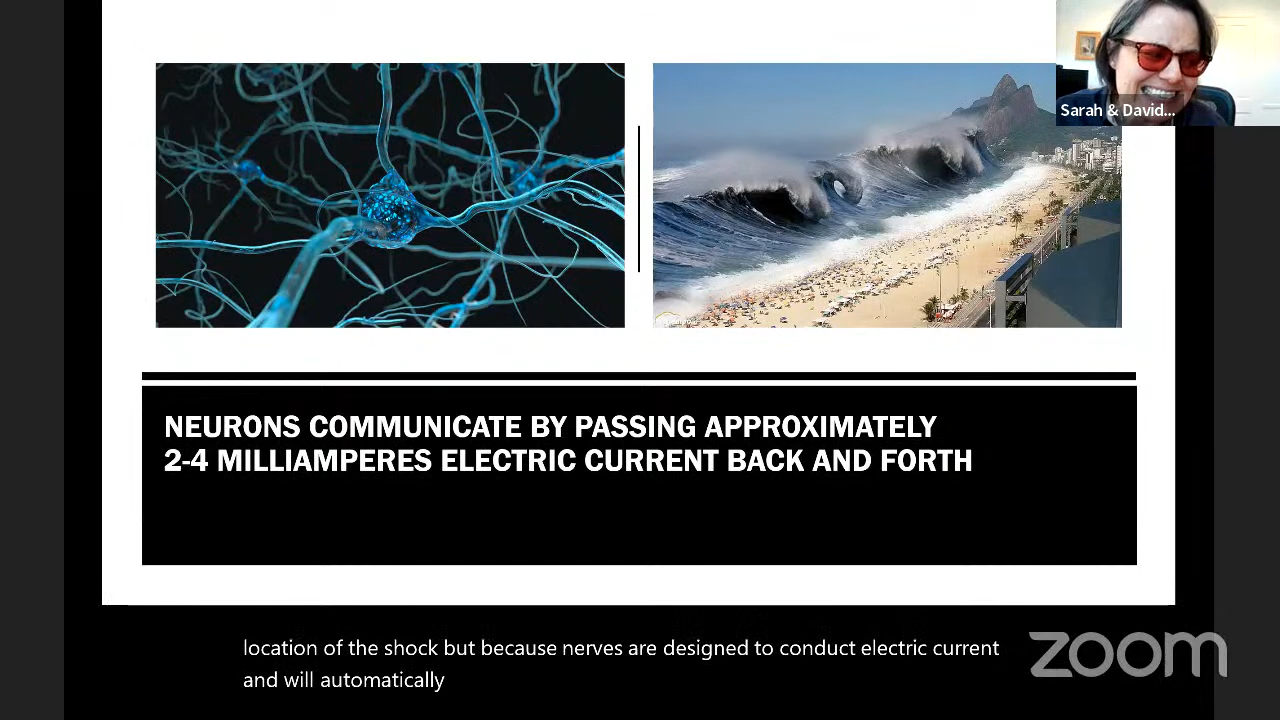 Sarah & David...
NEURONS COMMUNICATE BY PASSING APPROXIMATELY
2-4 MILLIAMPERES ELECTRIC CURRENT BACK AND FORTH
location of the shock but because nerves are designed to conduct electric current
and will automatically
zoom